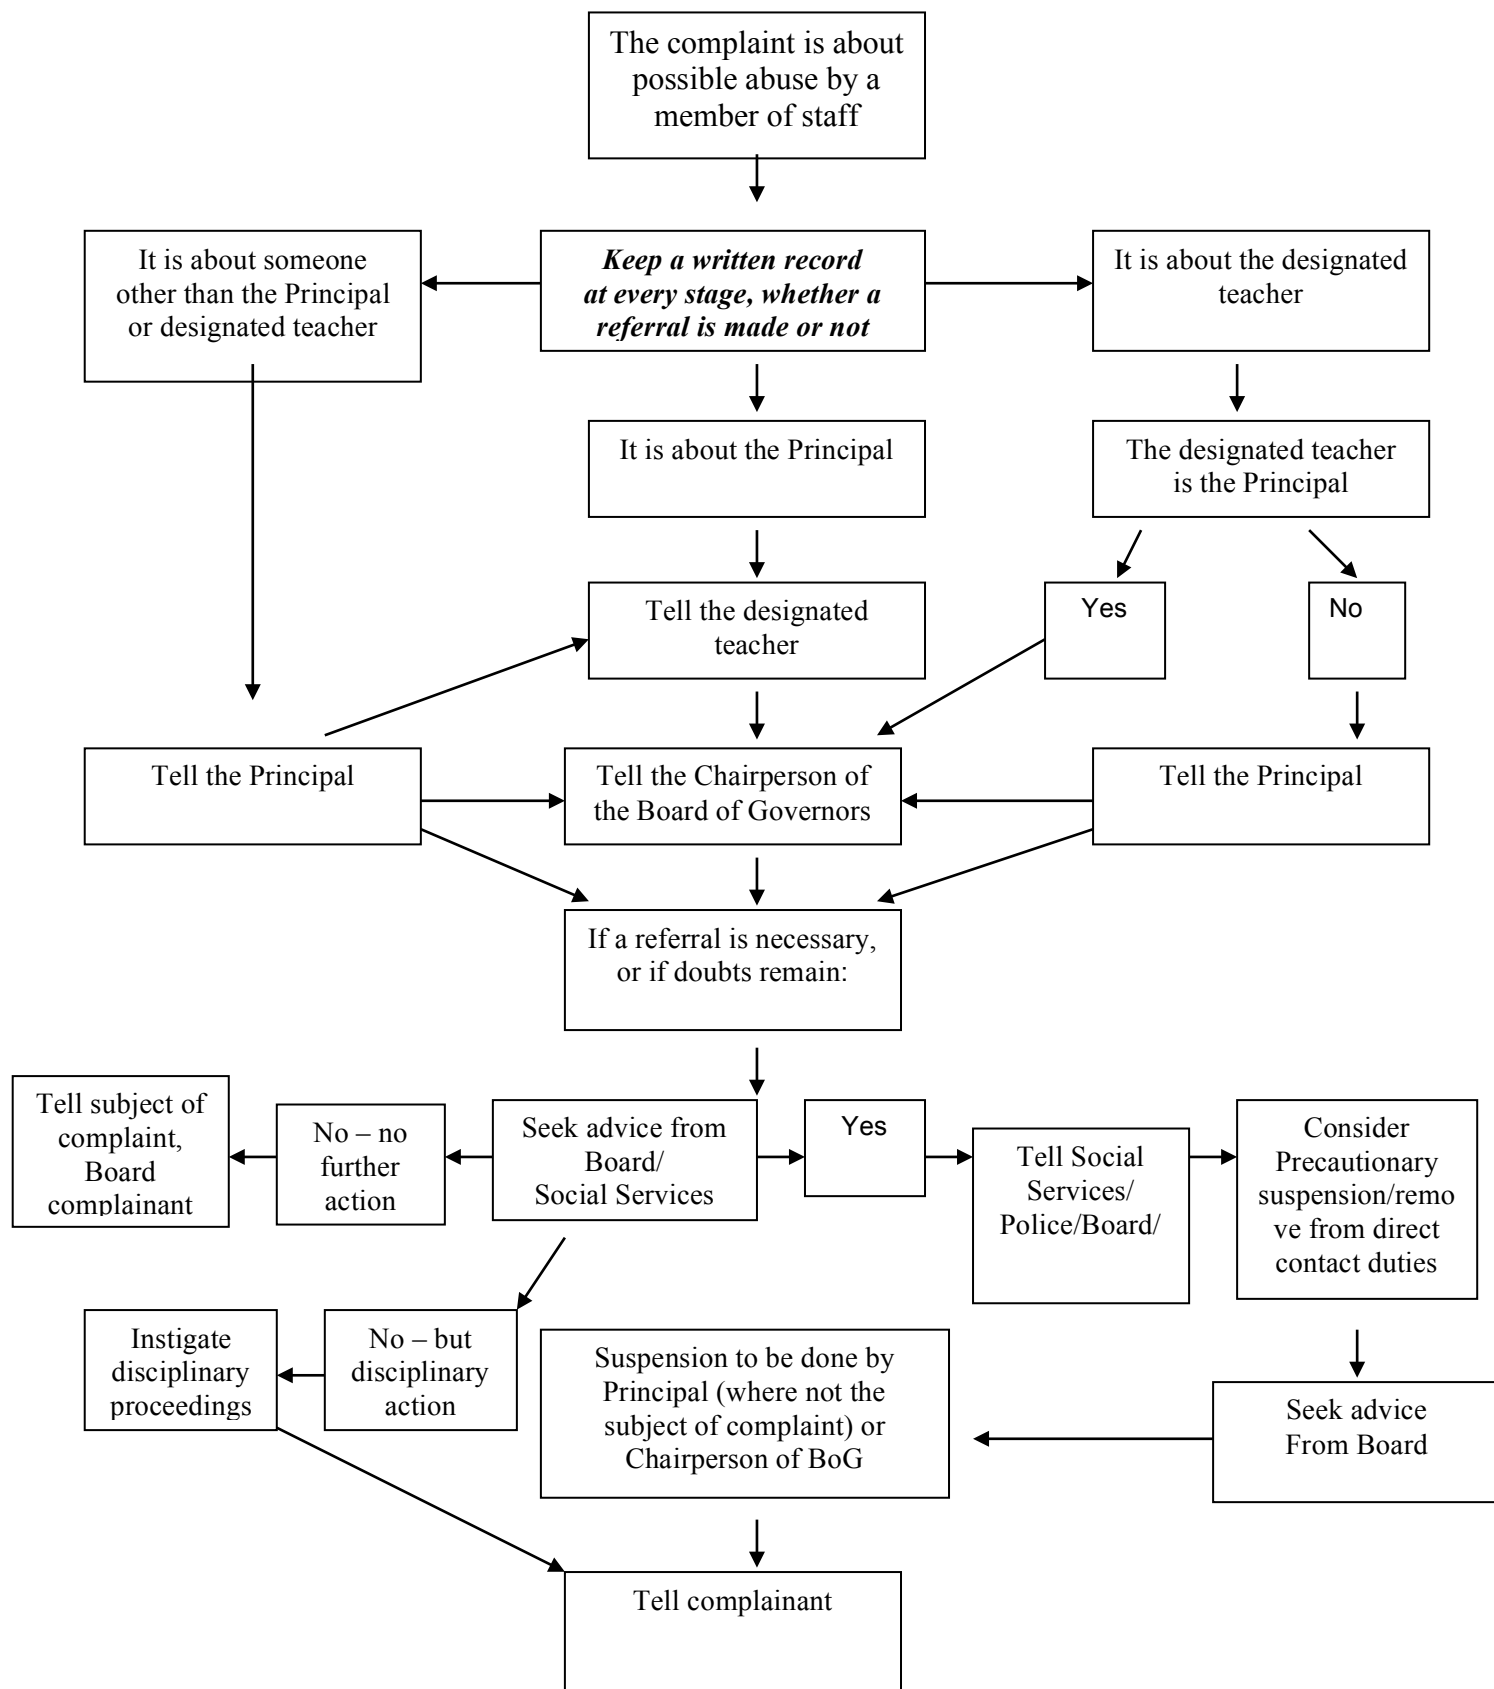 The complaint is about
possible abuse by a
member of staff
It is about someone
other than the Principal
or designated teacher
Keep a written record
at every stage, whether a
referral is made or not
It is about the designated
teacher
It is about the Principal
The designated teacher
is the Principal
Tell the designated
teacher
Yes
No
Tell the Principal
Tell the Chairperson of
the Board of Governors
Tell the Principal
If a referral is necessary,
or if doubts remain:
Tell subject of
complaint,
Board
complainant
No – no
further
action
Seek advice from
Board/
Social Services
Yes
Tell Social
Services/
Police/Board/
Consider
Precautionary
suspension/remo
ve from direct
contact duties
Instigate
disciplinary
proceedings
No – but
disciplinary
action
Suspension to be done by
Principal (where not the
subject of complaint) or
Chairperson of BoG
Seek advice
From Board
Tell complainant